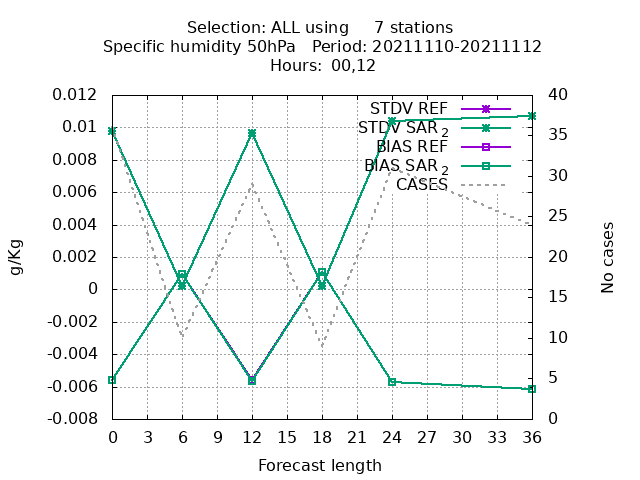 Selection: ALL using 7 stations
Specific humidity 50hPa Period: 20211110-20211112
Hours: 00,12
STDV REF
STDV SAR 2
BIAS REF
BIAS SAR 2
CASES
0.012
0.01
0.008
0.006
0.004
0.002
0
-0.002
-0.004
-0.006
-0.008
g/Kg
40
35
30
25
20
15
10
5
0
No cases
0 3 6 9 12 15 18 21 24 27 30 33 36
Forecast length